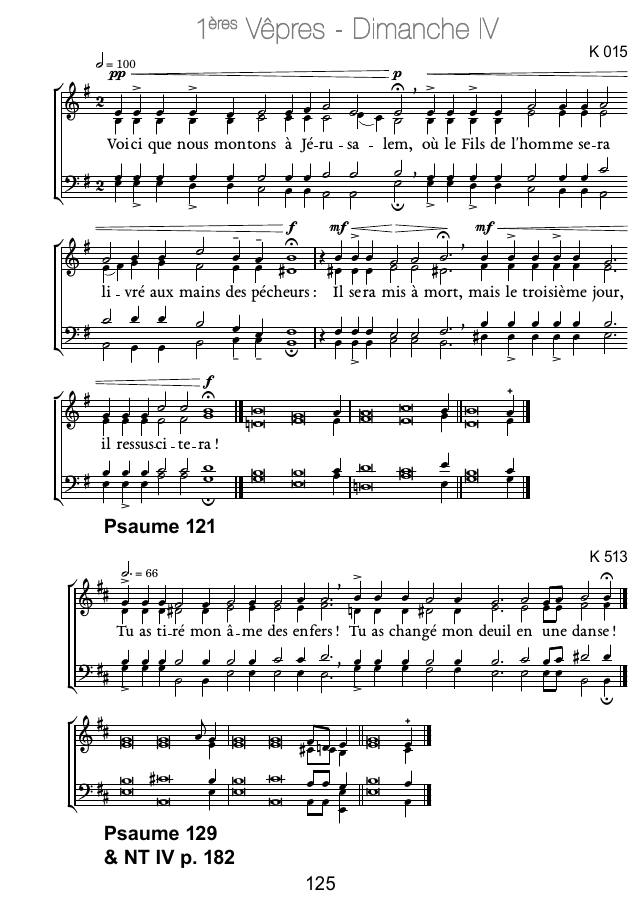 1ères Vêpres - Dimanche IV
K 015
𝅗𝅥 = 100
pp p
Voici que nous montons à Jé-ru-sa-lem, où le Fils de l'homme se-ra
f mf mf
li-vré aux mains des pécheurs : Il sera mis à mort, mais le troisième jour,
f
il ressus-ci-te-ra !
Psaume 121
K 513
𝅗𝅥. = 66
Tu as ti-ré mon â-me des enfers ! Tu as changé mon deuil en une danse !
Psaume 129
& NT IV p. 182
125